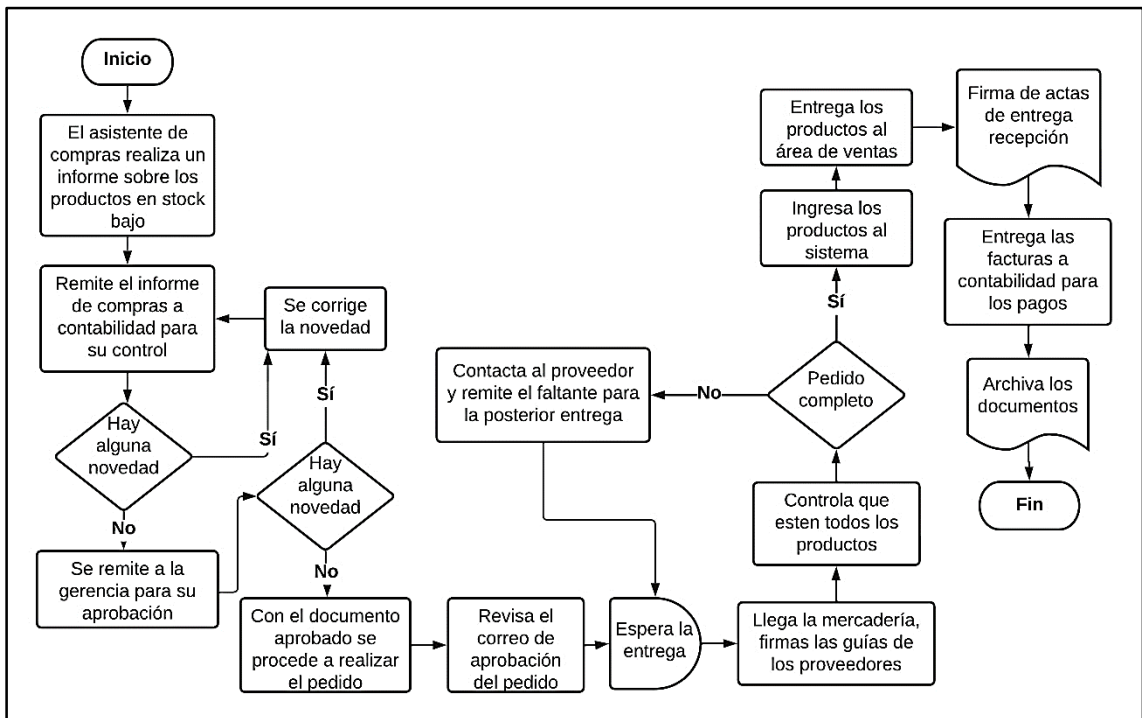 Inicio
El asistente de
compras realiza un
informe sobre los
productos en stock
bajo
Remite el informe
de compras a
contabilidad para
su control
Se corrige
la novedad
Hay
alguna
novedad
Sí
No
Se remite a la
gerencia para su
aprobación
Sí
Hay
alguna
novedad
No
Con el documento
aprobado se
procede a realizar
el pedido
Revisa el
correo de
aprobación
del pedido
Espera la
entrega
Llega la mercadería,
firmas las guías de
los proveedores
Controla que
esten todos los
productos
Pedido
completo
No
Contacta al proveedor
y remite el faltante para
la posterior entrega
Sí
Ingresa los
productos al
sistema
Entrega los
productos al
área de ventas
Firma de actas
de entrega
recepción
Entrega las
facturas a
contabilidad para
los pagos
Archiva los
documentos
Fin